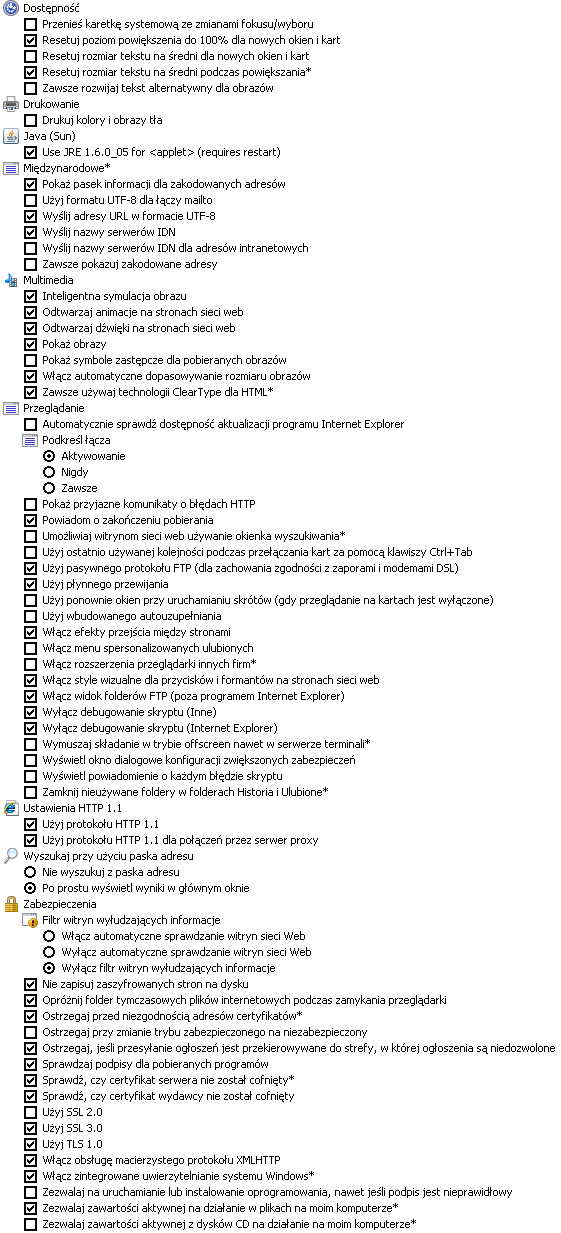 Dostępność
Przenieś karetkę systemową ze zmianami fokusu/wyboru
Resetuj poziom powiększenia do 100% dla nowych okien i kart
Resetuj rozmiar tekstu na średni dla nowych okien i kart
Resetuj rozmiar tekstu na średni podczas powiększania*
Zawsze rozwijaj tekst alternatywny dla obrazów
Drukowanie
Drukuj kolory i obrazy tła
Java (Sun)
Use JRE 1.6.0_05 for <applet> (requires restart)
Międzynarodowe*
Pokaż pasek informacji dla zakodowanych adresów
Użyj formatu UTF-8 dla łączy mailto
Wyślij adresy URL w formacie UTF-8
Wyślij nazwy serwerów IDN
Wyślij nazwy serwerów IDN dla adresów intranetowych
Zawsze pokazuj zakodowane adresy
Multimedia
Inteligentna symulacja obrazu
Odtwarzaj animacje na stronach sieci web
Odtwarzaj dźwięki na stronach sieci web
Pokaż obrazy
Pokaż symbole zastępcze dla pobieranych obrazów
Włącz automatyczne dopasowywanie rozmiaru obrazów
Zawsze używaj technologii ClearType dla HTML*
Przeglądanie
Automatycznie sprawdź dostępność aktualizacji programu Internet Explorer
Podkreśl łącza
Aktywowanie
Nigdy
Zawsze
Pokaż przyjazne komunikaty o błędach HTTP
Powiadom o zakończeniu pobierania
Umożliwiaj witrynom sieci web używanie okienka wyszukiwania*
Użyj ostatnio używanej kolejności podczas przełączania kart za pomocą klawiszy Ctrl+Tab
Użyj pasywnego protokołu FTP (dla zachowania zgodności z zaporami i modemami DSL)
Użyj płynnego przewijania
Użyj ponownie okien przy uruchamianiu skrótów (gdy przeglądanie na kartach jest wyłączone)
Użyj wbudowanego autouzupełniania
Włącz efekty przejścia między stronami
Włącz menu spersonalizowanych ulubionych
Włącz rozszerzenia przeglądarki innych firm*
Włącz style wizualne dla przycisków i formantów na stronach sieci web
Włącz widok folderów FTP (poza programem Internet Explorer)
Wyłącz debugowanie skryptu (Inne)
Wyłącz debugowanie skryptu (Internet Explorer)
Wymuszaj składanie w trybie offscreen nawet w serwerze terminali*
Wyświetl okno dialogowe konfiguracji zwiększonych zabezpieczeń
Wyświetl powiadomienie o każdym błędzie skryptu
Zamknij nieużywane foldery w folderach Historia i Ulubione*
Ustawienia HTTP 1.1
Użyj protokołu HTTP 1.1
Użyj protokołu HTTP 1.1 dla połączeń przez serwer proxy
Wyszukaj przy użyciu paska adresu
Nie wyszukuj z paska adresu
Po prostu wyświetl wyniki w głównym oknie
Zabezpieczenia
Filtr witryn wyłudzających informacje
Włącz automatyczne sprawdzanie witryn sieci Web
Wyłącz automatyczne sprawdzanie witryn sieci Web
Wyłącz filtr witryn wyłudzających informacje
Nie zapisuj zaszyfrowanych stron na dysku
Opróżnij folder tymczasowych plików internetowych podczas zamykania przeglądarki
Ostrzegaj przed niezgodnością adresów certyfikatów*
Ostrzegaj przy zmianie trybu zabezpieczonego na niezabezpieczony
Ostrzegaj, jeśli przesyłanie ogłoszeń jest przekierowywane do strefy, w której ogłoszenia są niedozwolone
Sprawdzaj podpisy dla pobieranych programów
Sprawdź, czy certyfikat serwera nie został cofnięty*
Sprawdź, czy certyfikat wydawcy nie został cofnięty
Użyj SSL 2.0
Użyj SSL 3.0
Użyj TLS 1.0
Włącz obsługę macierzystego protokołu XMLHTTP
Włącz zintegrowane uwierzytelnianie systemu Windows*
Zezwalaj na uruchamianie lub instalowanie oprogramowania, nawet jeśli podpis jest nieprawidłowy
Zezwalaj zawartości aktywnej na działanie w plikach na moim komputerze*
Zezwalaj zawartości aktywnej z dysków CD na działanie na moim komputerze*